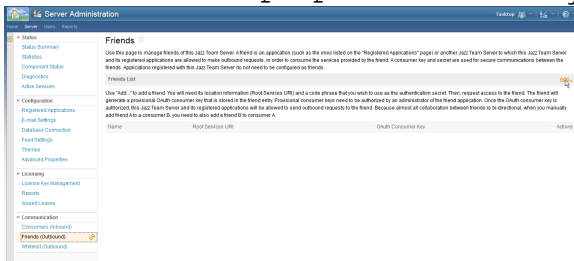 Server Administration
Tasktop
Home Server Users Reports
Status
Status Summary
Statistics
Component Status
Diagnostics
Active Services
Configuration
Registered Applications
E-mail Settings
Database Connection
Feed Settings
Themes
Advanced Properties
Licensing
License Key Management
Reports
Issued Leases
Communication
Consumers (Inbound)
Friends (Outbound)
Whitelist (Outbound)
Friends
Use this page to manage friends of this Jazz Team Server. A friend is an application (such as the ones listed on the "Registered Applications" page) or another Jazz Team Server to which this Jazz Team Server
and its registered applications are allowed to make outbound requests, in order to consume the services provided by the friend. A consumer key and secret are used for secure communications between the
friends. Applications registered with this Jazz Team Server do not need to be configured as friends.
Friends List
Add...
Use "Add..." to add a friend. You will need its location information (Root Services URI) and a code phrase that you wish to use as the authentication secret. Then, request access to the friend. The friend will
generate a provisional OAuth consumer key that is stored in the friend entry. Provisional consumer keys need to be authorized by an administrator of the friend application. Once the OAuth consumer key is
authorized, this Jazz Team Server and its registered applications will be allowed to send outbound requests to the friend. Because almost all collaboration between friends is bi-directional, when you manually
add friend A to a consumer B, you need to also add friend B to consumer A.
Name Root Services URI OAuth Consumer Key Actions